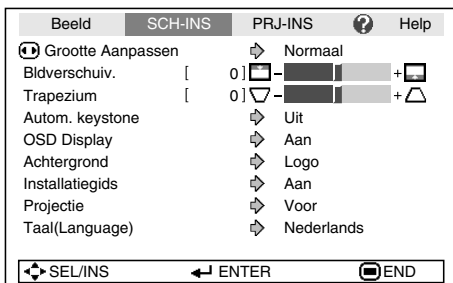 Beeld SCH-INS PRJ-INS ? Help
Grootte Aanpassen Normaal
Bldverschuiv. [ 0] - +
Trapezium [ 0] - +
Autom. keystone Uit
OSD Display Aan
Achtergrond Logo
Installatiegids Aan
Projectie Voor
Taal(Language) Nederlands
SEL/INS ENTER END